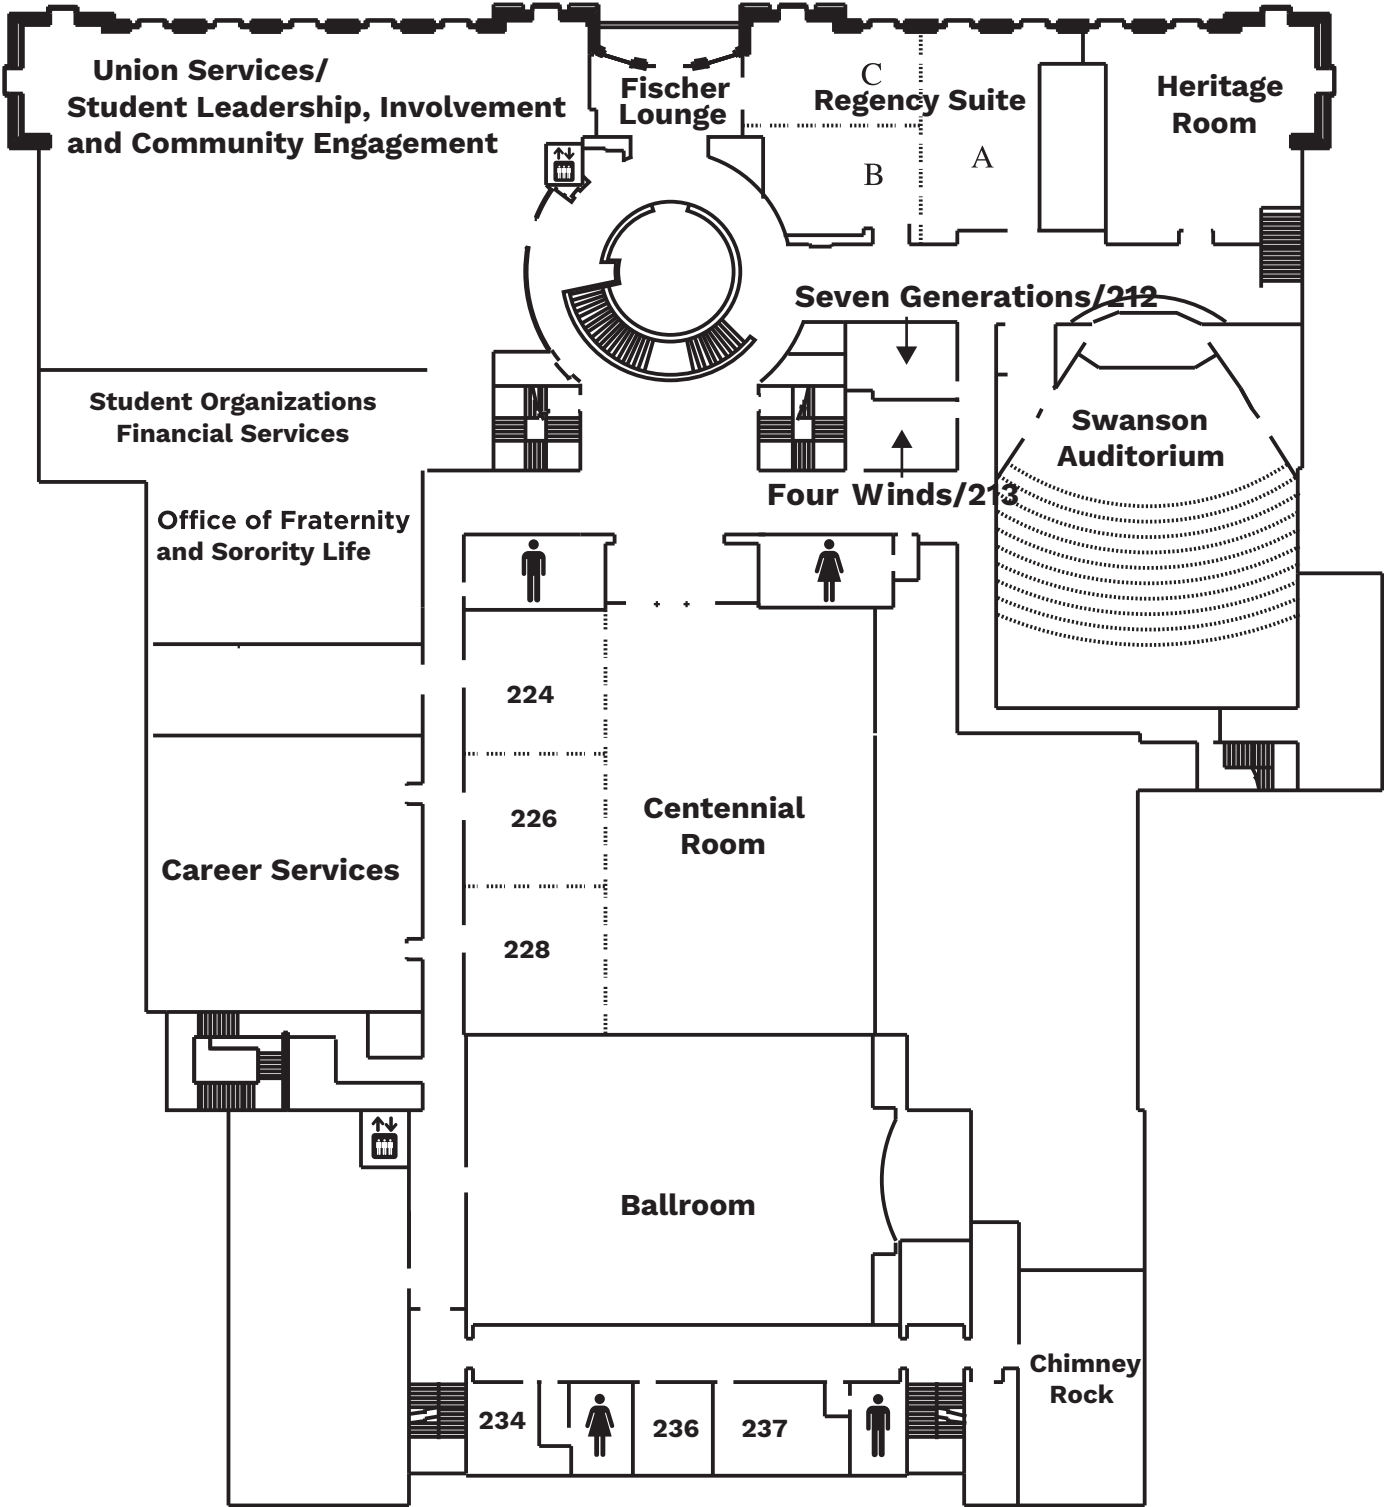 Union Services/
Student Leadership, Involvement
and Community Engagement
Fischer
Lounge
C
Regency Suite
B
A
Heritage
Room
Seven Generations/212
Student Organizations
Financial Services
Swanson
Auditorium
Four Winds/213
Office of Fraternity
and Sorority Life
224
226
Centennial
Room
Career Services
228
Ballroom
Chimney
Rock
234
236
237